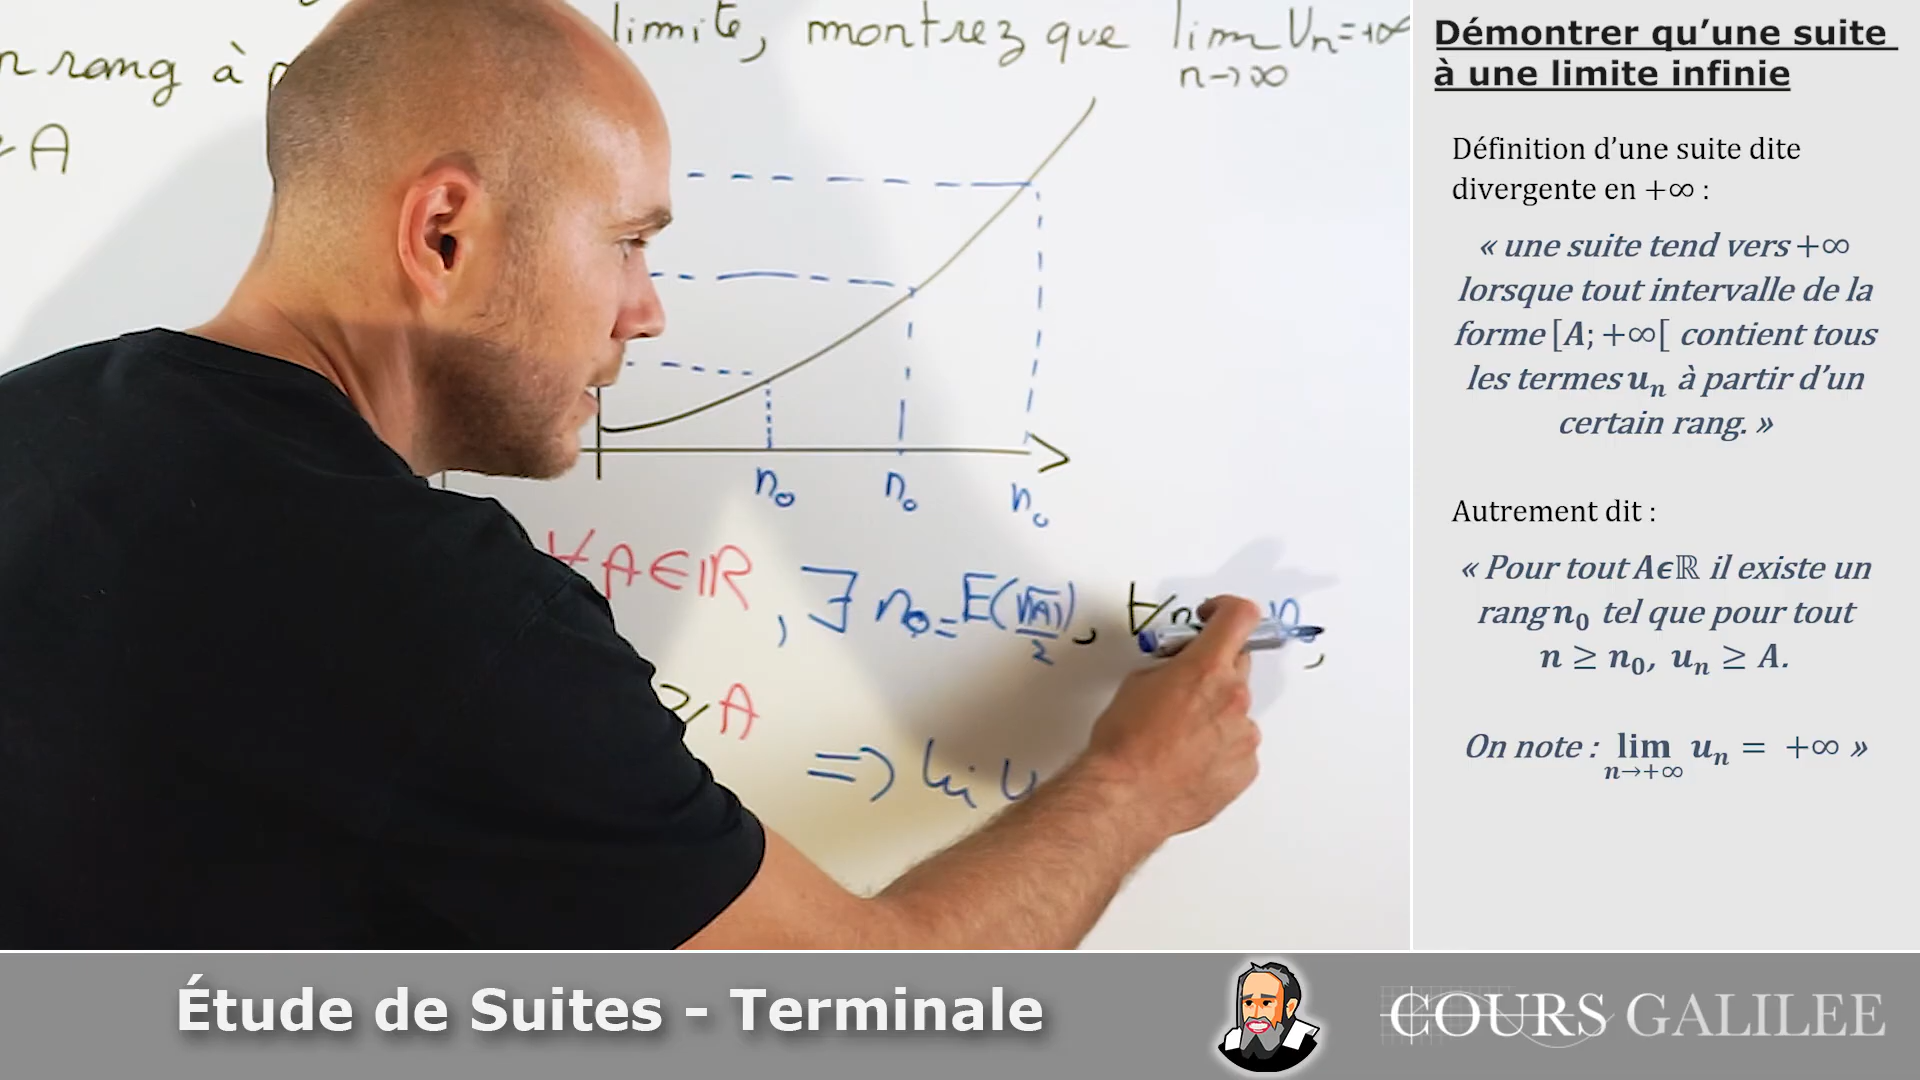 limite, montrez que lim Un = +∞
n→∞
n rang à
A
n₀ n₀ n₀
∀A∈ℝ, ∃ n₀ = E(√|A|/2), ∀n
⩾ A
=> lim U
Démontrer qu’une suite
à une limite infinie
Définition d’une suite dite
divergente en +∞ :
« une suite tend vers +∞
lorsque tout intervalle de la
forme [A; +∞[ contient tous
les termes uₙ à partir d’un
certain rang. »
Autrement dit :
« Pour tout Aϵℝ il existe un
rang n₀ tel que pour tout
n ≥ n₀, uₙ ≥ A.
On note : lim uₙ = +∞ »
n→+∞
Étude de Suites - Terminale
COURS GALILEE